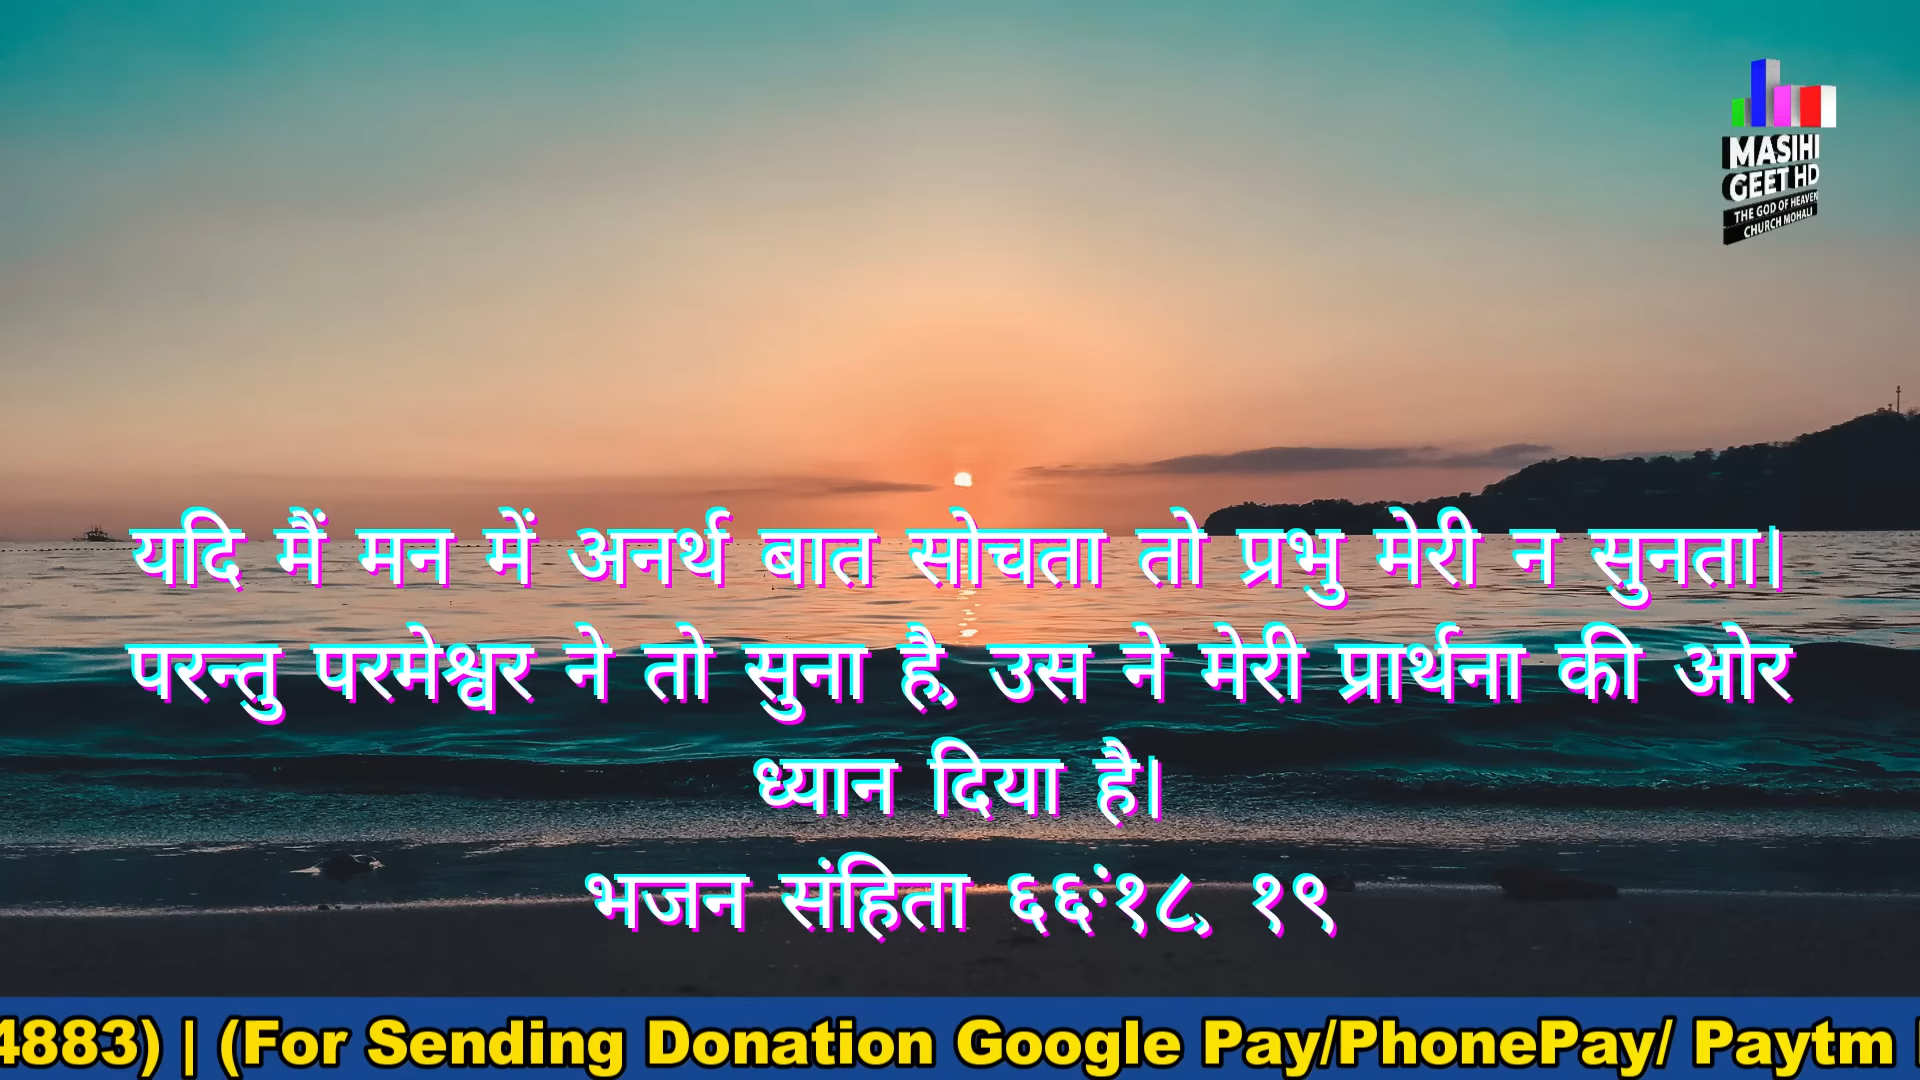 MASIHI
GEET HD
THE GOD OF HEAVEN
CHURCH MOHALI
यदि मैं मन में अनर्थ बात सोचता तो प्रभु मेरी न सुनता।
परन्तु परमेश्वर ने तो सुना है, उस ने मेरी प्रार्थना की ओर
ध्यान दिया है।
भजन संहिता ६६:१८, १९
4883) | (For Sending Donation Google Pay/PhonePay/ Paytm